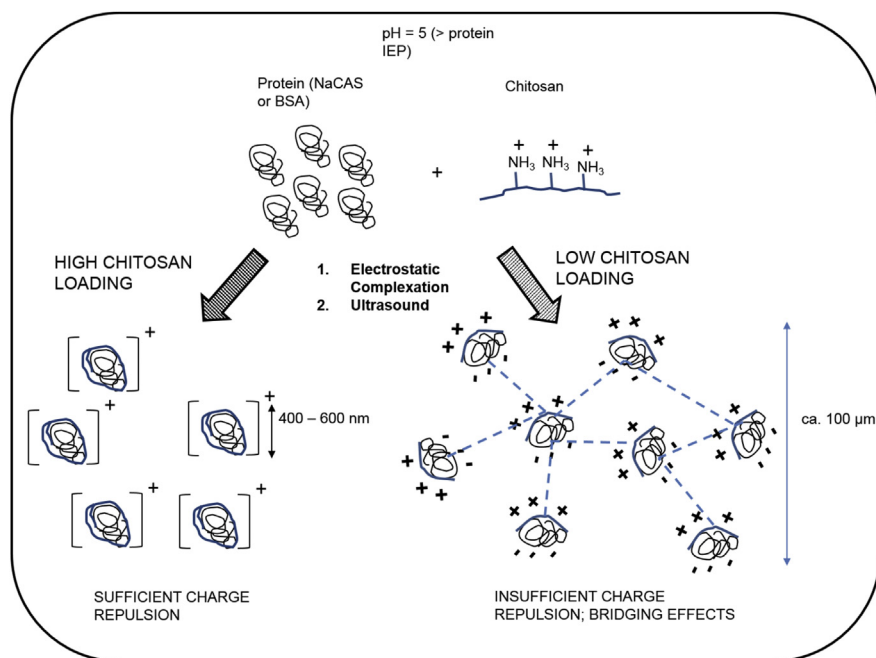 pH = 5 (> protein
IEP)
Protein (NaCAS
or BSA)
Chitosan
+
+
+
NH3
NH3
NH3
+
HIGH CHITOSAN
LOADING
1. Electrostatic
Complexation
2. Ultrasound
LOW CHITOSAN
LOADING
400 – 600 nm
ca. 100 µm
SUFFICIENT CHARGE
REPULSION
INSUFFICIENT CHARGE
REPULSION; BRIDGING EFFECTS